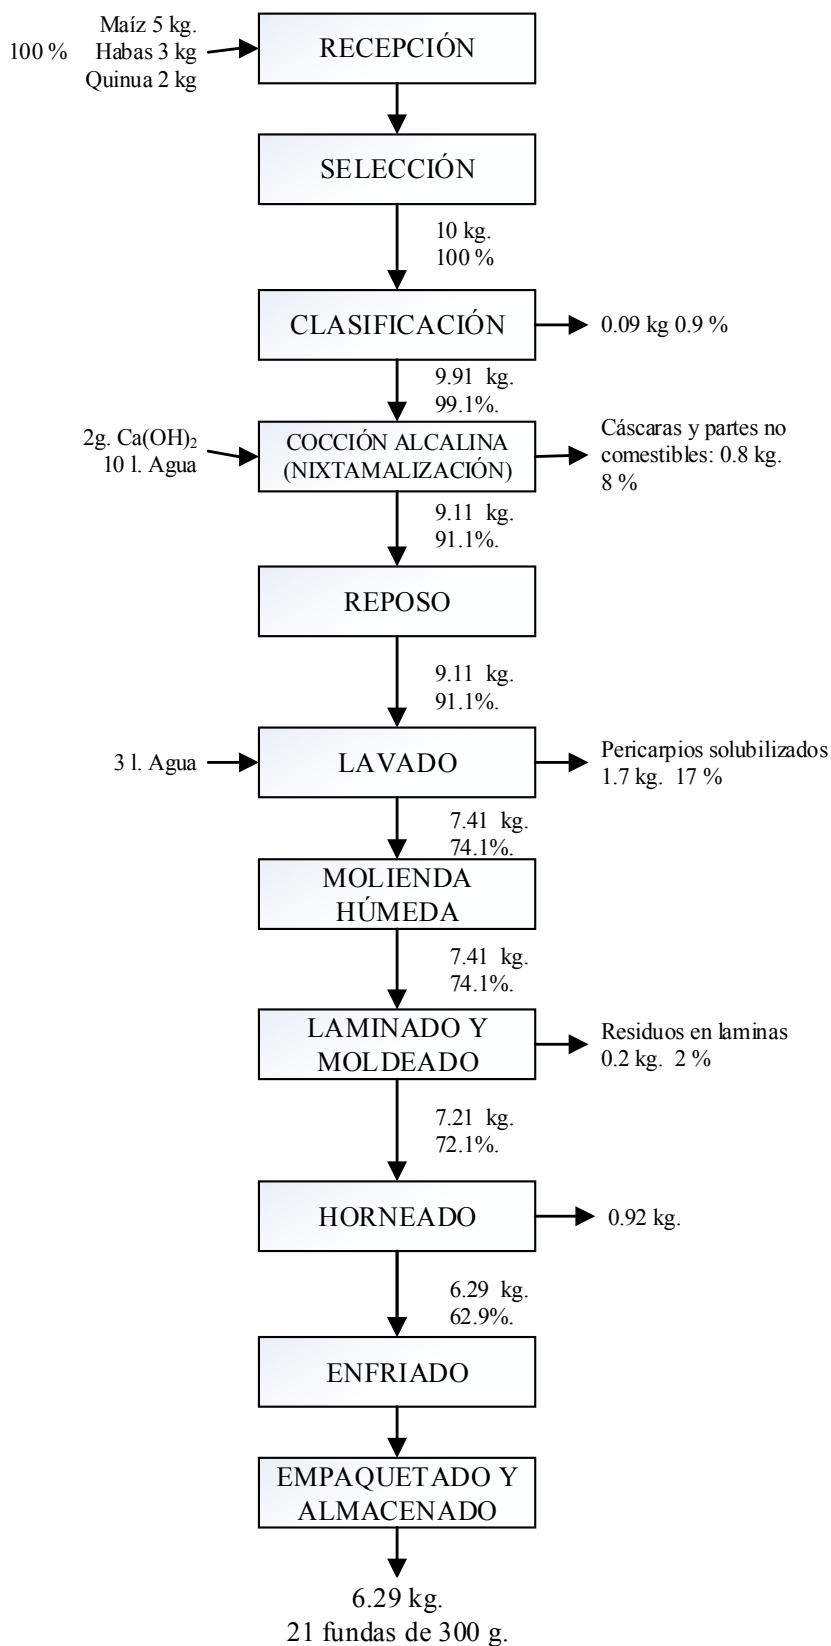 Maíz 5 kg.
100 % Habas 3 kg
Quinua 2 kg
RECEPCIÓN
SELECCIÓN
10 kg.
100 %
CLASIFICACIÓN
0.09 kg 0.9 %
9.91 kg.
99.1%.
2g. Ca(OH)₂
10 l. Agua
COCCIÓN ALCALINA
(NIXTAMALIZACIÓN)
Cáscaras y partes no
comestibles: 0.8 kg.
8 %
9.11 kg.
91.1%.
REPOSO
9.11 kg.
91.1%.
3 l. Agua
LAVADO
Pericarpios solubilizados
1.7 kg. 17 %
7.41 kg.
74.1%.
MOLIENDA
HÚMEDA
7.41 kg.
74.1%.
LAMINADO Y
MOLDEADO
Residuos en laminas
0.2 kg. 2 %
7.21 kg.
72.1%.
HORNEADO
0.92 kg.
6.29 kg.
62.9%.
ENFRIADO
EMPAQUETADO Y
ALMACENADO
6.29 kg.
21 fundas de 300 g.